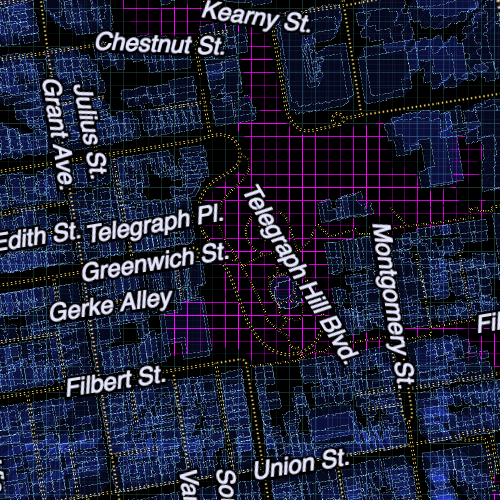 Kearny St.
Chestnut St.
Julius St.
Grant Ave.
Edith St.
Telegraph Pl.
Telegraph Hill Blvd.
Greenwich St.
Montgomery St.
Gerke Alley
Filbert St.
Union St.